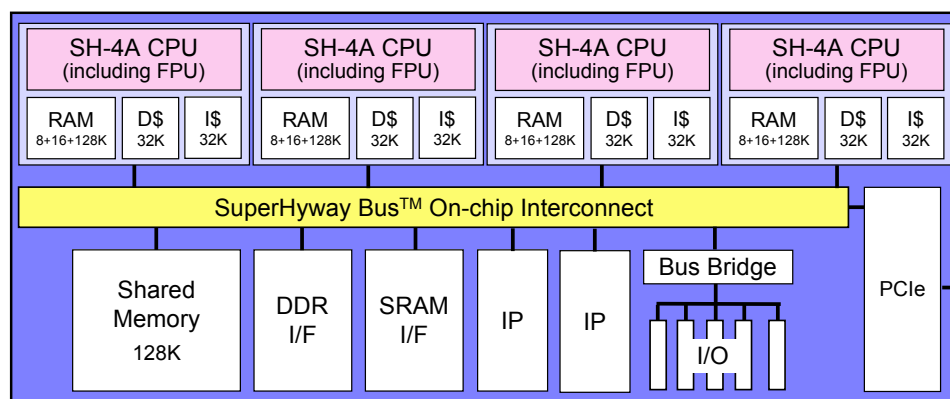 SH-4A CPU
(including FPU)
RAM
8+16+128K
D$
32K
I$
32K
SH-4A CPU
(including FPU)
RAM
8+16+128K
D$
32K
I$
32K
SH-4A CPU
(including FPU)
RAM
8+16+128K
D$
32K
I$
32K
SH-4A CPU
(including FPU)
RAM
8+16+128K
D$
32K
I$
32K
SuperHyway Bus™ On-chip Interconnect
Shared
Memory
128K
DDR
I/F
SRAM
I/F
IP
IP
Bus Bridge
I/O
PCIe